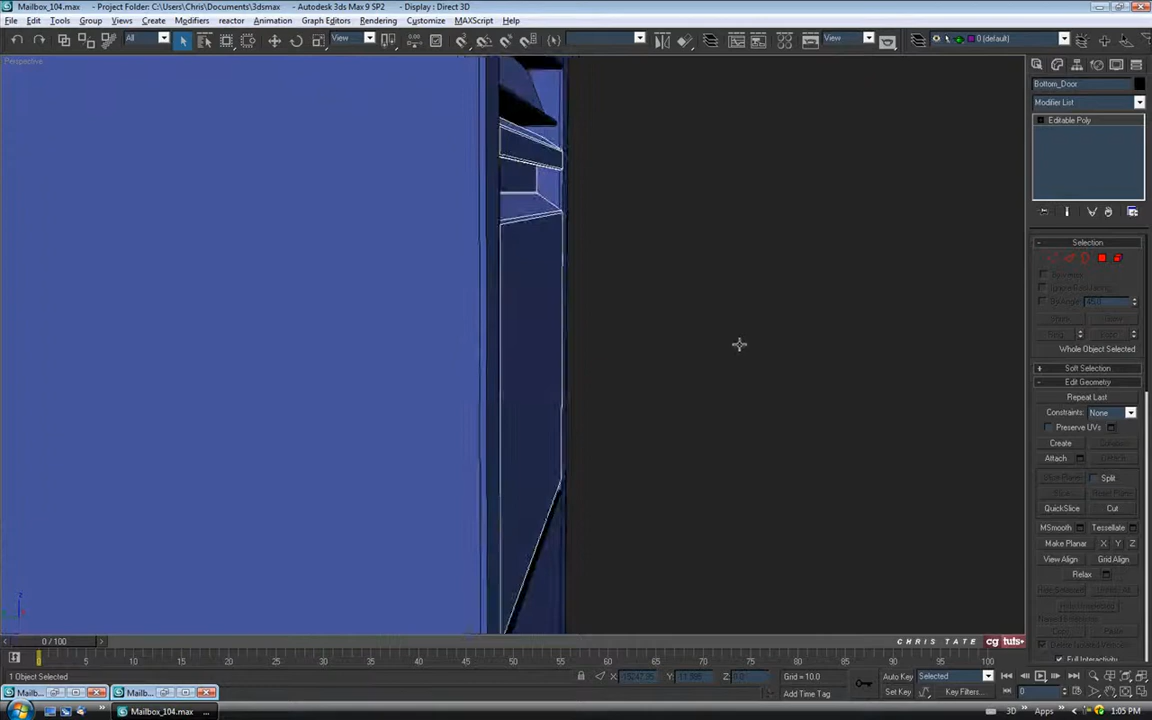 Mailbox_104.max - Project Folder: C:\Users\Chris\Documents\3dsmax - Autodesk 3ds Max 9 SP2 - Display : Direct 3D
File Edit Tools Group Views Create Modifiers reactor Animation Graph Editors Rendering Customize MAXScript Help
All View View 0 (default)
Perspective
Bottom_Door
Modifier List
Editable Poly
Selection
Whole Object Selected
Soft Selection
Edit Geometry
Repeat Last
Constraints: None
Preserve UVs
Create
Attach
Split
QuickSlice Cut
MSmooth Tessellate
Make Planar X Y Z
View Align Grid Align
Relax
Full Interactivity
z
CHRIS TATE cg tuts+
0 / 100
0 5 10 15 20 25 30 35 40 45 50 55 60 65 70 75 80 85 90 95 100
1 Object Selected X Y Z Grid = 10.0 Auto Key Selected
Add Time Tag Set Key Key Filters... 0
Mailb... Mailb...
Mailbox_104.max ... 3D Apps 1:05 PM